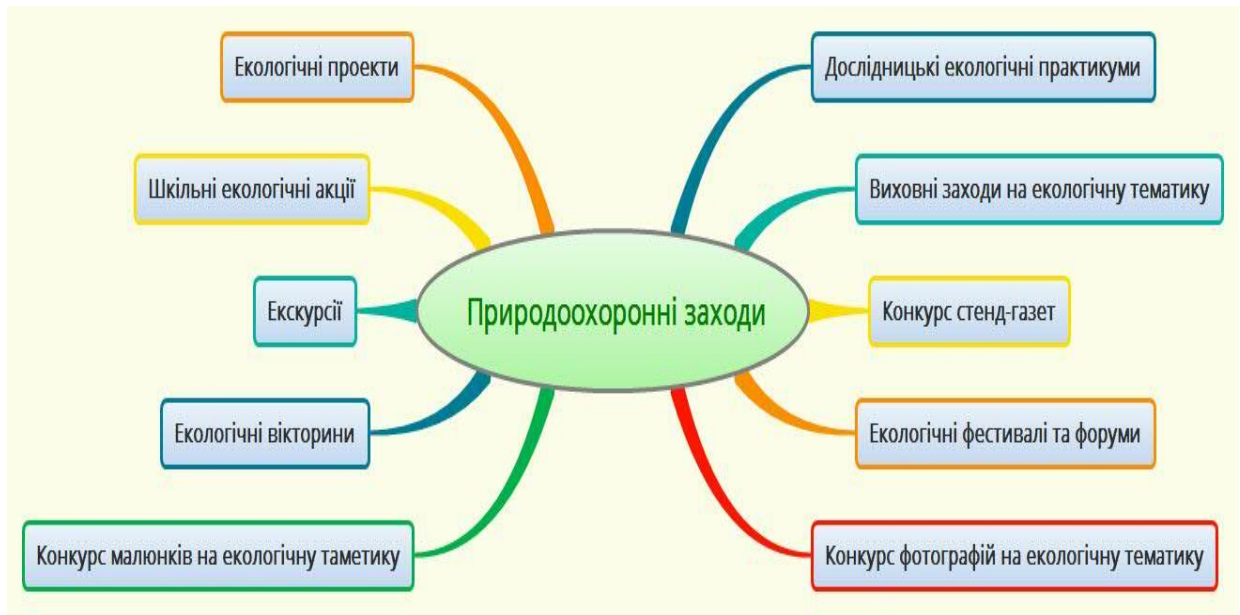 Екологічні проекти
Дослідницькі екологічні практикуми
Шкільні екологічні акції
Виховні заходи на екологічну тематику
Екскурсії
Природоохоронні заходи
Конкурс стенд-газет
Екологічні вікторини
Екологічні фестивалі та форуми
Конкурс малюнків на екологічну таметику
Конкурс фотографій на екологічну тематику